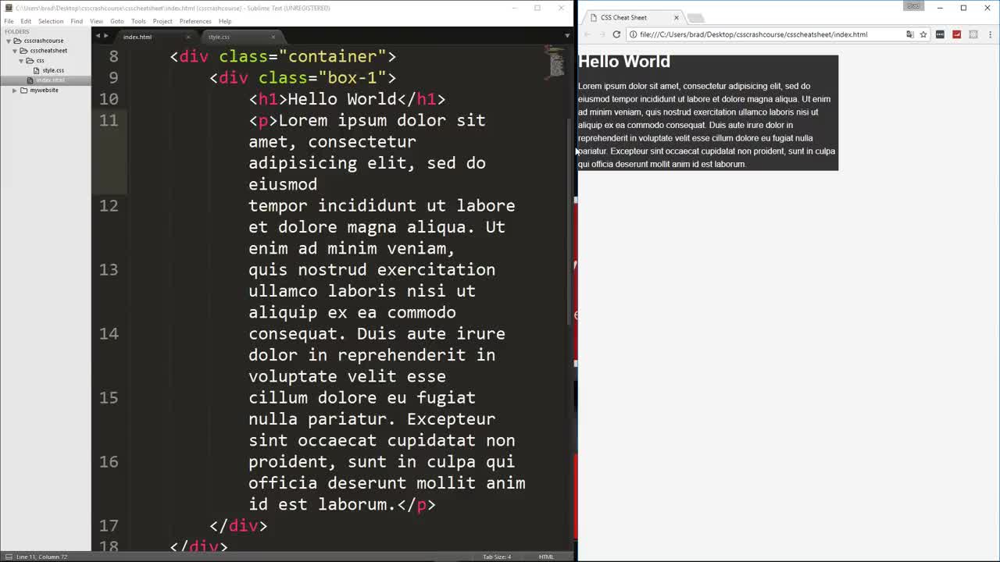 C:\Users\brad\Desktop\csscrashcourse\csscheatsheet\index.html (csscrashcourse) - Sublime Text (UNREGISTERED)
File Edit Selection Find View Goto Tools Project Preferences Help
FOLDERS
csscrashcourse
csscheatsheet
css
style.css
index.html
mywebsite
index.html
style.css
8 <div class="container">
9 <div class="box-1">
10 <h1>Hello World</h1>
11 <p>Lorem ipsum dolor sit
amet, consectetur
adipisicing elit, sed do
eiusmod
12 tempor incididunt ut labore
et dolore magna aliqua. Ut
enim ad minim veniam,
13 quis nostrud exercitation
ullamco laboris nisi ut
aliquip ex ea commodo
14 consequat. Duis aute irure
dolor in reprehenderit in
voluptate velit esse
15 cillum dolore eu fugiat
nulla pariatur. Excepteur
sint occaecat cupidatat non
16 proident, sunt in culpa qui
officia deserunt mollit anim
id est laborum.</p>
17 </div>
18 </div>
Line 11, Column 72
Tab Size: 4
HTML
Brad
CSS Cheat Sheet
file:///C:/Users/brad/Desktop/csscrashcourse/csscheatsheet/index.html
Hello World
Lorem ipsum dolor sit amet, consectetur adipisicing elit, sed do
eiusmod tempor incididunt ut labore et dolore magna aliqua. Ut enim
ad minim veniam, quis nostrud exercitation ullamco laboris nisi ut
aliquip ex ea commodo consequat. Duis aute irure dolor in
reprehenderit in voluptate velit esse cillum dolore eu fugiat nulla
pariatur. Excepteur sint occaecat cupidatat non proident, sunt in culpa
qui officia deserunt mollit anim id est laborum.